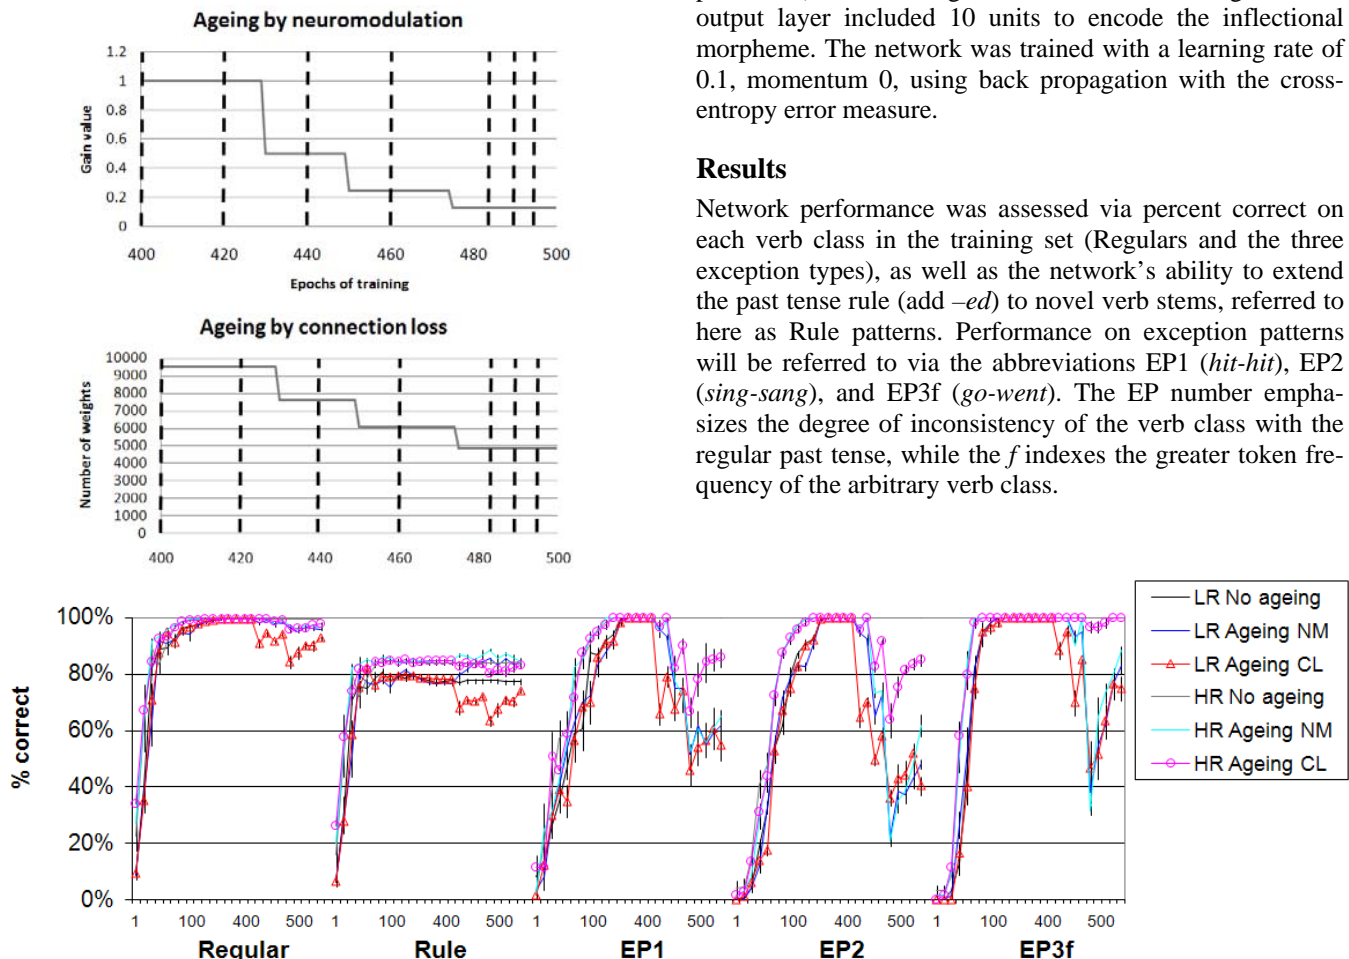 Ageing by neuromodulation
1.2
1
0.8
0.6
0.4
0.2
0
Gain value
400 420 440 460 480 500
Epochs of training
Ageing by connection loss
10000
9000
8000
7000
6000
5000
4000
3000
2000
1000
0
Number of weights
400 420 440 460 480 500
output layer included 10 units to encode the inflectional
morpheme. The network was trained with a learning rate of
0.1, momentum 0, using back propagation with the cross-
entropy error measure.
Results
Network performance was assessed via percent correct on
each verb class in the training set (Regulars and the three
exception types), as well as the network's ability to extend
the past tense rule (add –ed) to novel verb stems, referred to
here as Rule patterns. Performance on exception patterns
will be referred to via the abbreviations EP1 (hit-hit), EP2
(sing-sang), and EP3f (go-went). The EP number empha-
sizes the degree of inconsistency of the verb class with the
regular past tense, while the f indexes the greater token fre-
quency of the arbitrary verb class.
100%
80%
60%
40%
20%
0%
% correct
1 100 400 500 1 100 400 500 1 100 400 500 1 100 400 500 1 100 400 500
Regular Rule EP1 EP2 EP3f
LR No ageing
LR Ageing NM
LR Ageing CL
HR No ageing
HR Ageing NM
HR Ageing CL